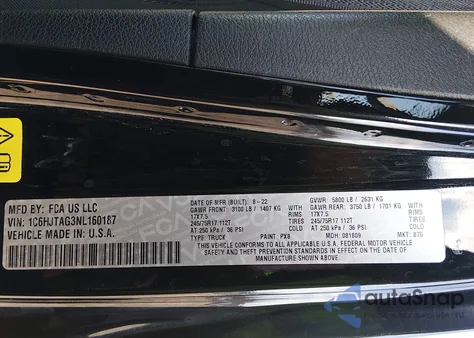 MFD BY: FCA US LLC
VIN: 1C6HJTAG3NL160187
VEHICLE MADE IN U.S.A.
DATE OF MFR (BUILT): 8-22 GVWR: 5800 LB / 2631 KG
GAWR FRONT: 3100 LB / 1407 KG WITH GAWR REAR: 3750 LB / 1701 KG WITH
17X7.5 RIMS 17X7.5 RIMS
245/75R17 112T TIRES 245/75R17 112T TIRES
AT 250 kPa / 36 PSI COLD AT 250 kPa / 36 PSI COLD
TYPE: TRUCK PAINT: PX8 MDH: 081809 MKT:
THIS VEHICLE CONFORMS TO ALL APPLICABLE U.S.A. FEDERAL MOTOR VEHICLE
SAFETY AND THEFT PREVENTION STANDARDS IN EFFECT ON THE DATE OF
MANUFACTURE SHOWN ABOVE.
autoSnap